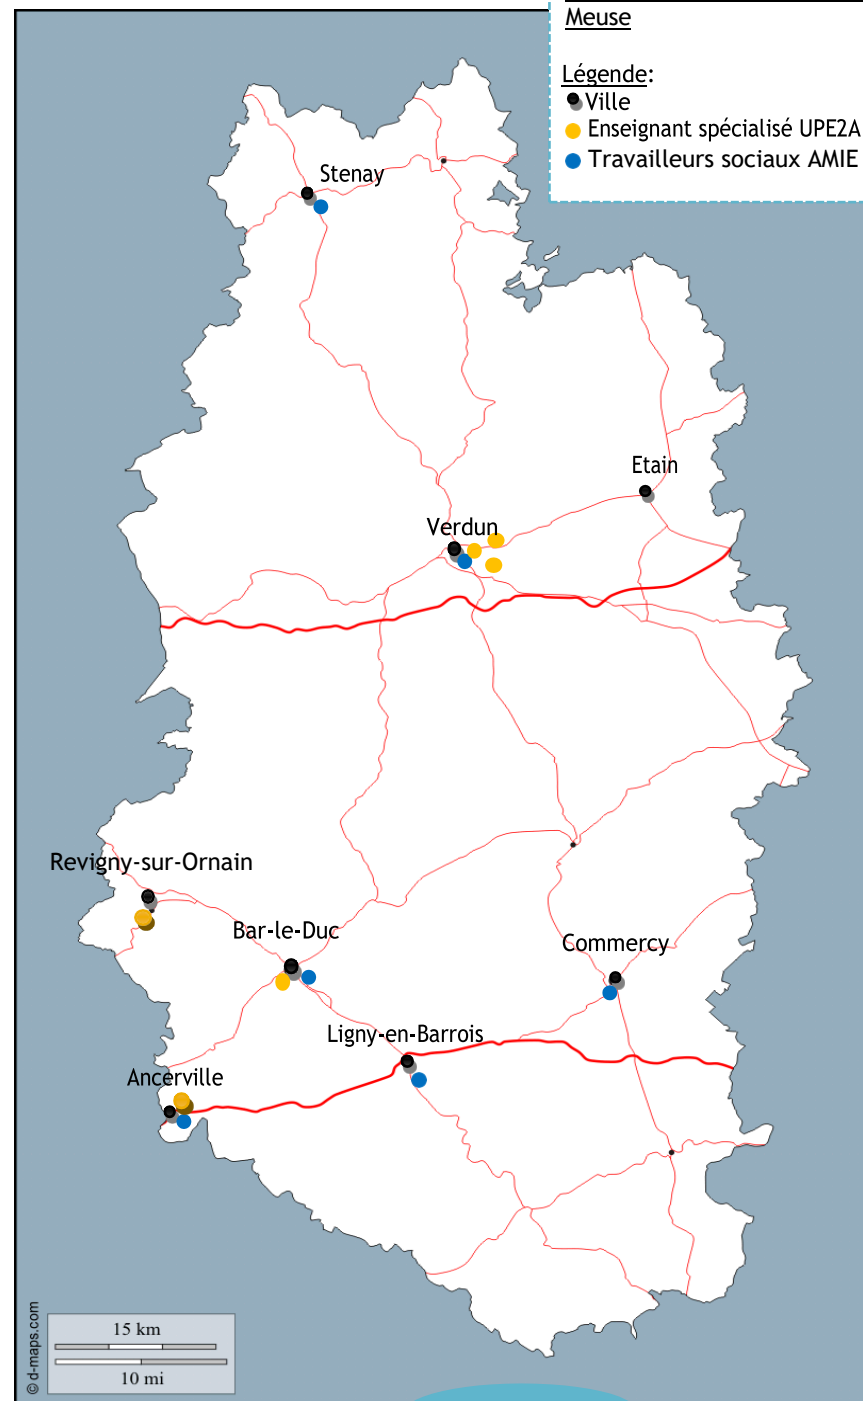 Meuse
Légende:
Ville
Enseignant spécialisé UPE2A
Travailleurs sociaux AMIE
Stenay
Etain
Verdun
Revigny-sur-Ornain
Bar-le-Duc
Commercy
Ligny-en-Barrois
Ancerville
15 km
10 mi
© d-maps.com